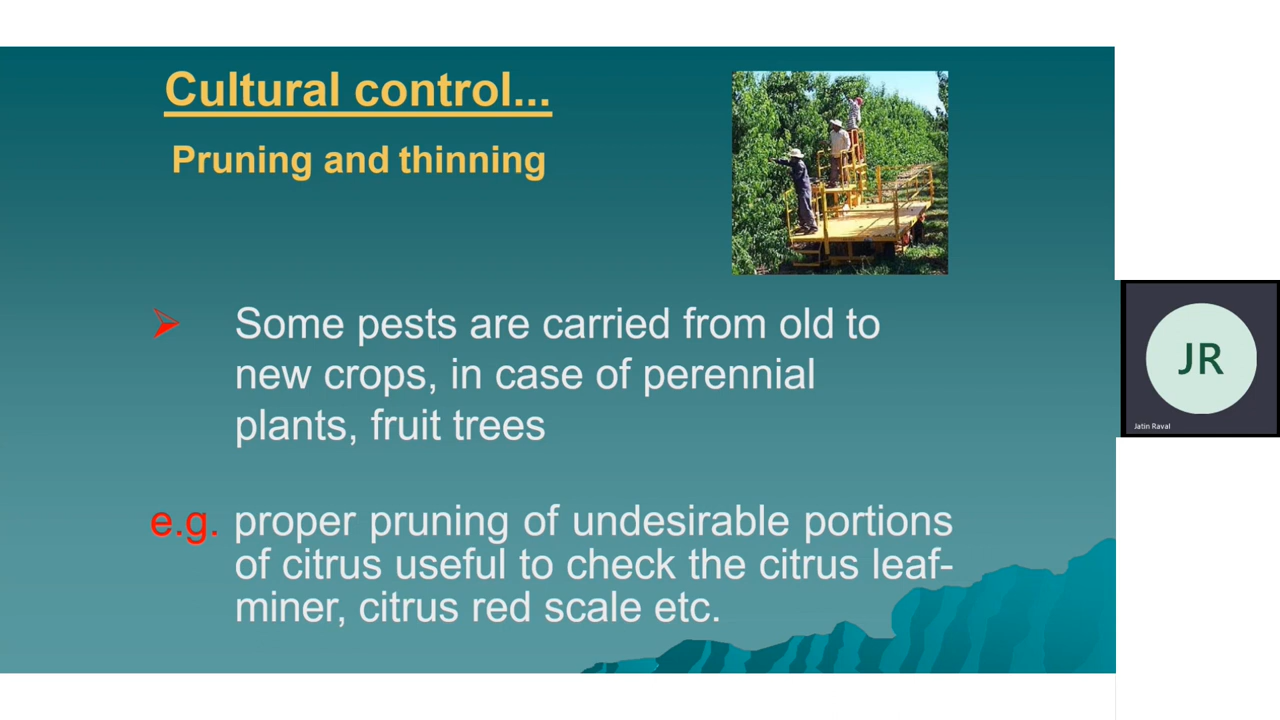 Cultural control...
Pruning and thinning
Some pests are carried from old to
new crops, in case of perennial
plants, fruit trees
e.g. proper pruning of undesirable portions
of citrus useful to check the citrus leaf-
miner, citrus red scale etc.
JR
Jatin Raval